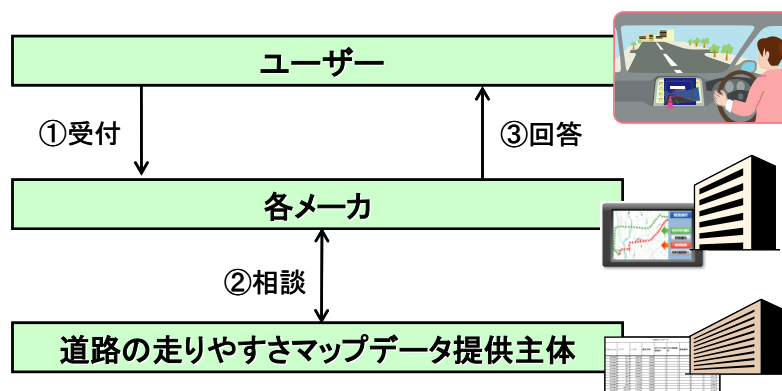 ユーザー
①受付
③回答
各メーカ
②相談
道路の走りやすさマップデータ提供主体